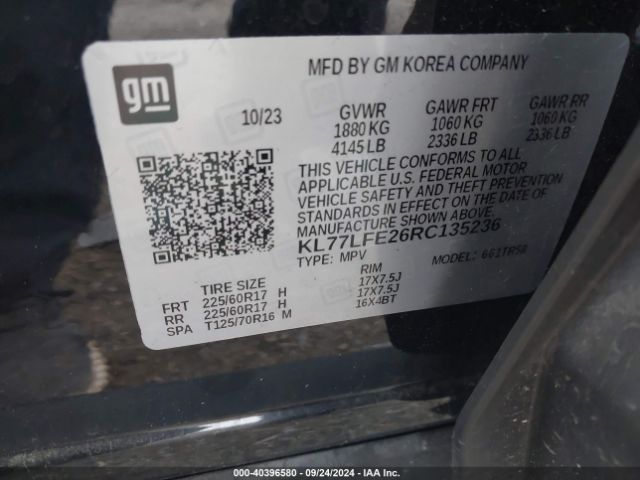 gm
MFD BY GM KOREA COMPANY
10/23
GVWR GAWR FRT GAWR RR
1880 KG 1060 KG 1060 KG
4145 LB 2336 LB 2336 LB
THIS VEHICLE CONFORMS TO ALL
APPLICABLE U.S. FEDERAL MOTOR
VEHICLE SAFETY AND THEFT PREVENTION
STANDARDS IN EFFECT ON THE DATE OF
MANUFACTURE SHOWN ABOVE.
KL77LFE26RC135236
TYPE: MPV MODEL: 661TR58
TIRE SIZE RIM
FRT 225/60R17 H 17X7.5J
RR 225/60R17 H 17X7.5J
SPA T125/70R16 M 16X4BT
000-40396580 - 09/24/2024 - IAA Inc.